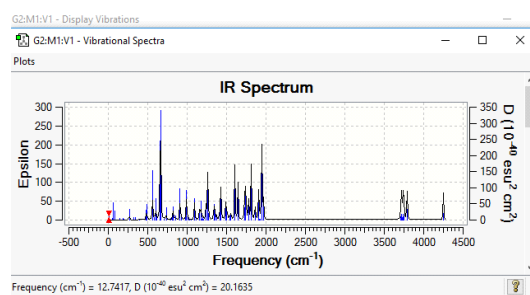 G2:M1:V1 - Display Vibrations
G2:M1:V1 - Vibrational Spectra
Plots
IR Spectrum
Epsilon
300
250
200
150
100
50
0
350
300
250
200
150
100
50
0
D (10⁻⁴⁰ esu² cm²)
-500 0 500 1000 1500 2000 2500 3000 3500 4000 4500
Frequency (cm⁻¹)
Frequency (cm⁻¹) = 12.7417, D (10⁻⁴⁰ esu² cm²) = 20.1635